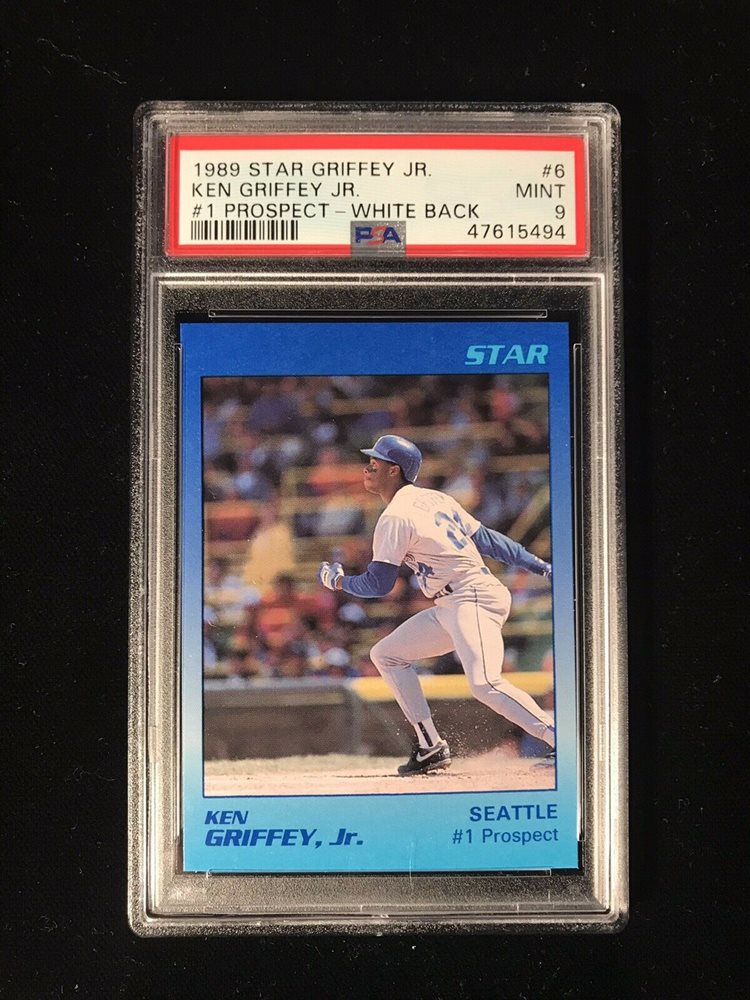 1989 STAR GRIFFEY JR. #6
KEN GRIFFEY JR. MINT
#1 PROSPECT - WHITE BACK 9
PSA 47615494
STAR
24
KEN SEATTLE
GRIFFEY, Jr. #1 Prospect